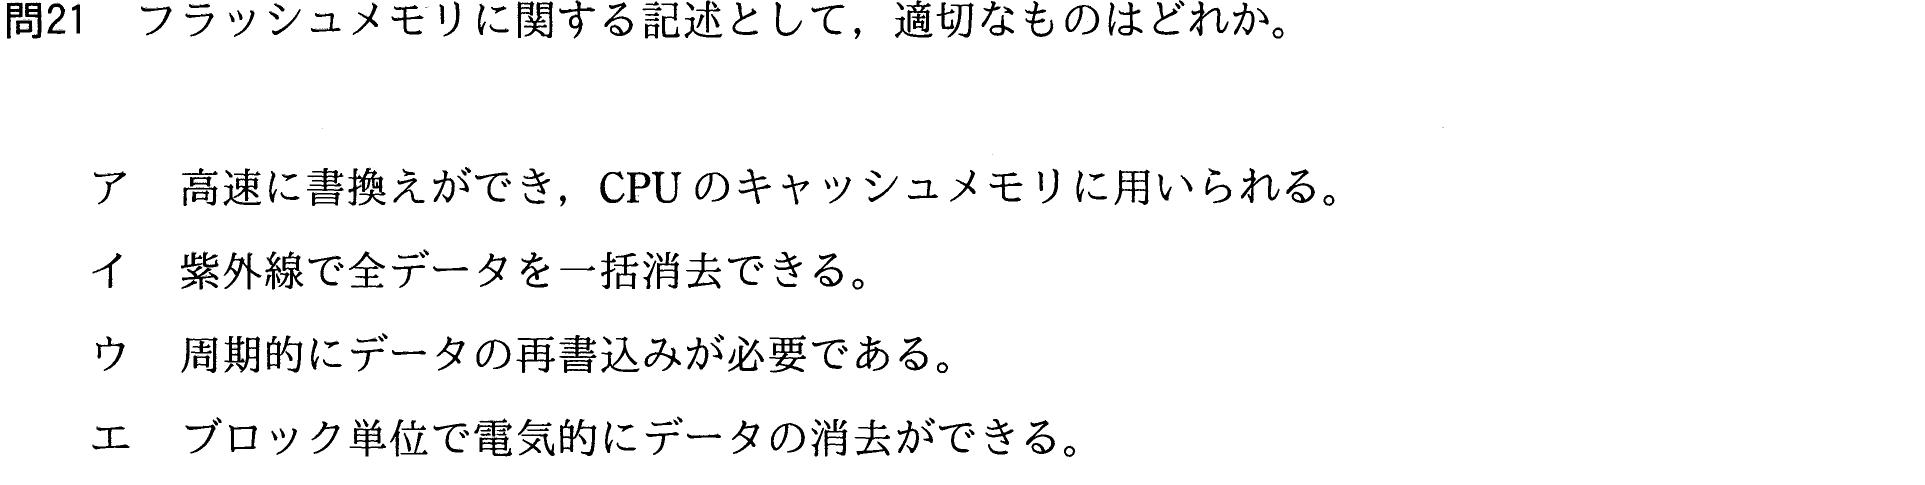 問21　フラッシュメモリに関する記述として，適切なものはどれか。
ア　高速に書換えができ，CPUのキャッシュメモリに用いられる。
イ　紫外線で全データを一括消去できる。
ウ　周期的にデータの再書込みが必要である。
エ　ブロック単位で電気的にデータの消去ができる。